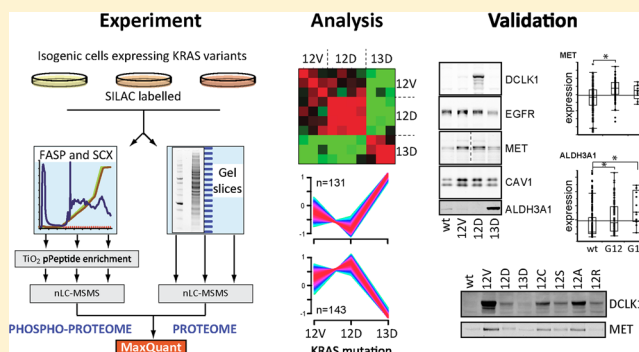 Experiment
Isogenic cells expressing KRAS variants
SILAC labelled
FASP and SCX
Gel
slices
TiO2 pPeptide enrichment
nLC-MSMS
nLC-MSMS
PHOSPHO-PROTEOME
PROTEOME
MaxQuant
Analysis
12V 12D 13D
12V
12D
13D
1
0
-1
n=131
1
0
-1
n=143
12V 12D 13D
KRAS mutation
Validation
DCLK1
EGFR
MET
CAV1
ALDH3A1
wt 12V 12D 13D
MET
*
expression
ALDH3A1
*
*
expression
wt G12 G1
wt 12V 12D 13D 12C 12S 12A 12R
DCLK1
MET